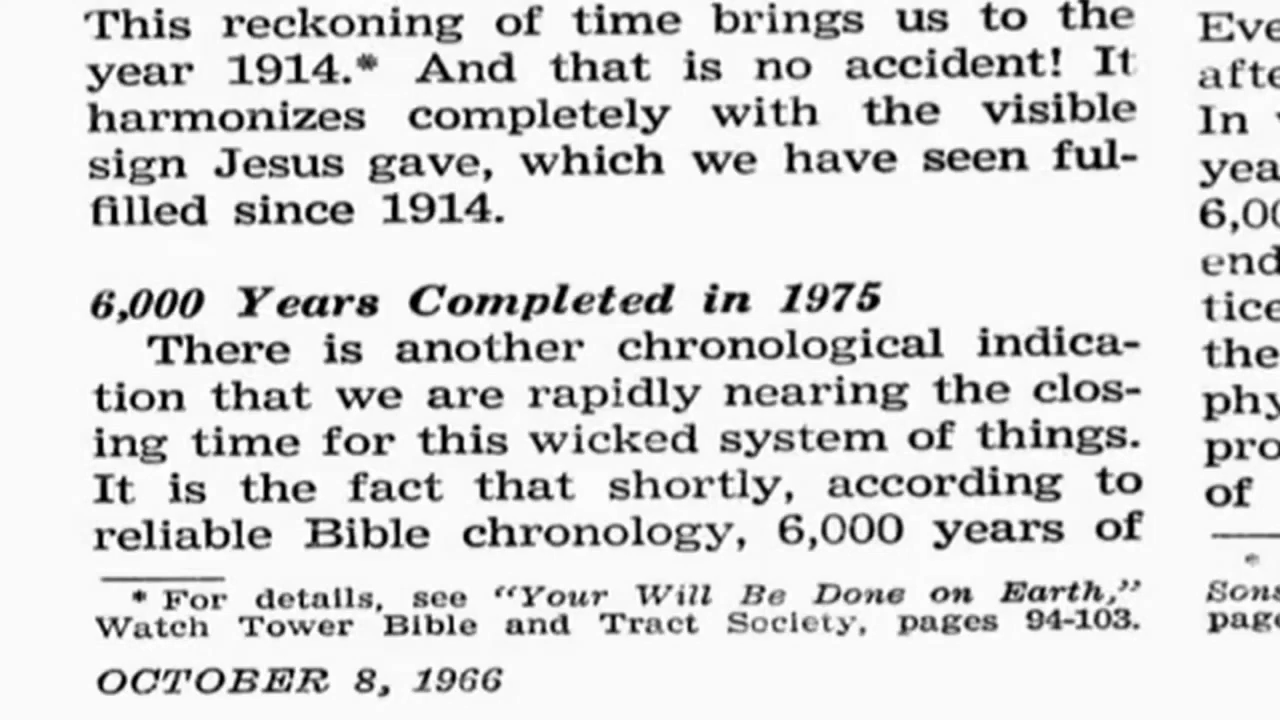 This reckoning of time brings us to the
year 1914.* And that is no accident! It
harmonizes completely with the visible
sign Jesus gave, which we have seen ful-
filled since 1914.
6,000 Years Completed in 1975
There is another chronological indica-
tion that we are rapidly nearing the clos-
ing time for this wicked system of things.
It is the fact that shortly, according to
reliable Bible chronology, 6,000 years of
* For details, see “Your Will Be Done on Earth,”
Watch Tower Bible and Tract Society, pages 94-103.
OCTOBER 8, 1966
In
of
*